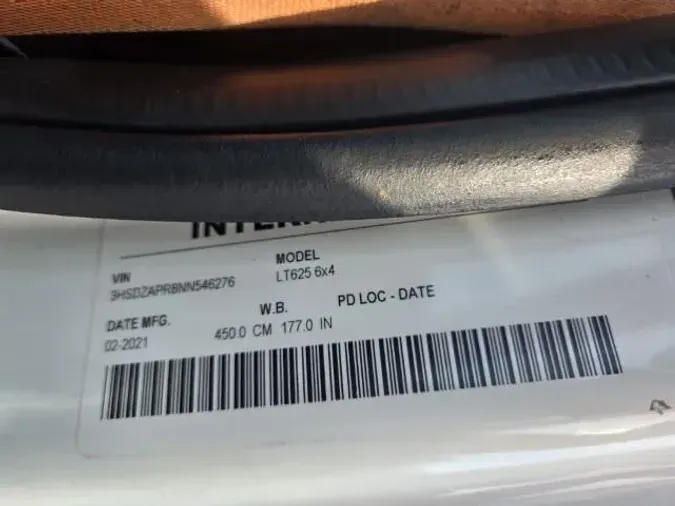 VIN MODEL
3HSDZAPR8NN546276 LT625 6x4
DATE MFG. W.B. PD LOC - DATE
02-2021 450.0 CM 177.0 IN